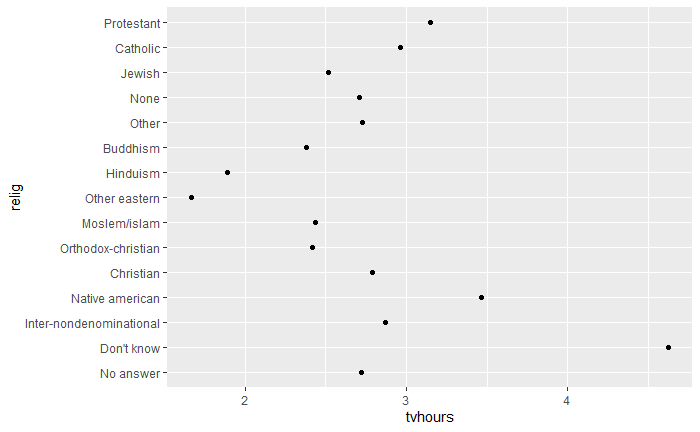 Protestant
Catholic
Jewish
None
Other
Buddhism
Hinduism
Other eastern
Moslem/islam
Orthodox-christian
Christian
Native american
Inter-nondenominational
Don't know
No answer
relig
2 3 4
tvhours